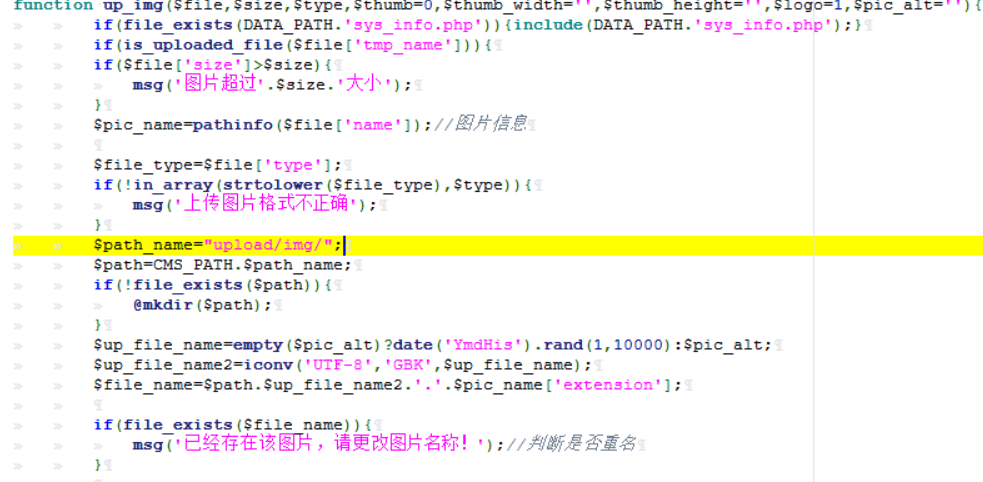 function up_img($file,$size,$type,$thumb=0,$thumb_width='',$thumb_height='',$logo=1,$pic_alt=''){
if(file_exists(DATA_PATH.'sys_info.php')){include(DATA_PATH.'sys_info.php');}
if(is_uploaded_file($file['tmp_name'])){
if($file['size']>$size){
msg('图片超过'.$size.'大小');
}
$pic_name=pathinfo($file['name']);//图片信息
$file_type=$file['type'];
if(!in_array(strtolower($file_type),$type)){
msg('上传图片格式不正确');
}
$path_name="upload/img/";
$path=CMS_PATH.$path_name;
if(!file_exists($path)){
@mkdir($path);
}
$up_file_name=empty($pic_alt)?date('YmdHis').rand(1,10000):$pic_alt;
$up_file_name2=iconv('UTF-8','GBK',$up_file_name);
$file_name=$path.$up_file_name2.'.'.$pic_name['extension'];
if(file_exists($file_name)){
msg('已经存在该图片，请更改图片名称！');//判断是否重名
}